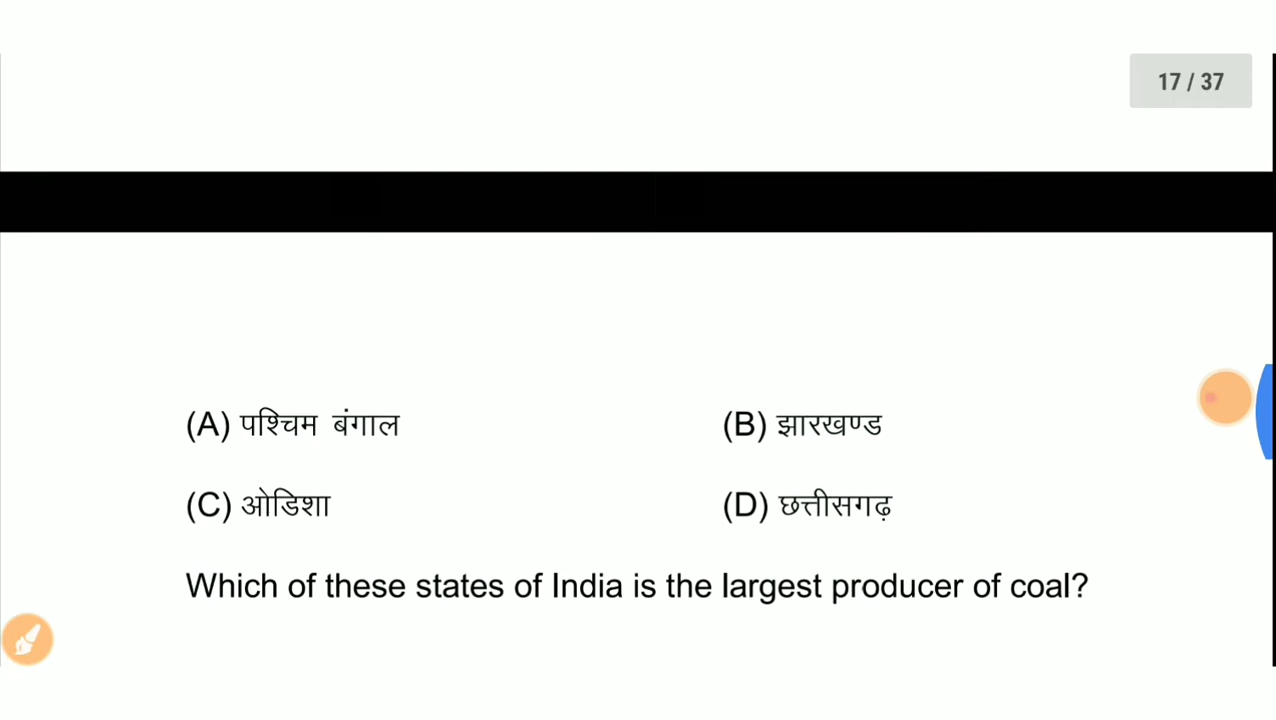 17 / 37
(A) पश्चिम बंगाल (B) झारखण्ड
(C) ओडिशा (D) छत्तीसगढ़
Which of these states of India is the largest producer of coal?